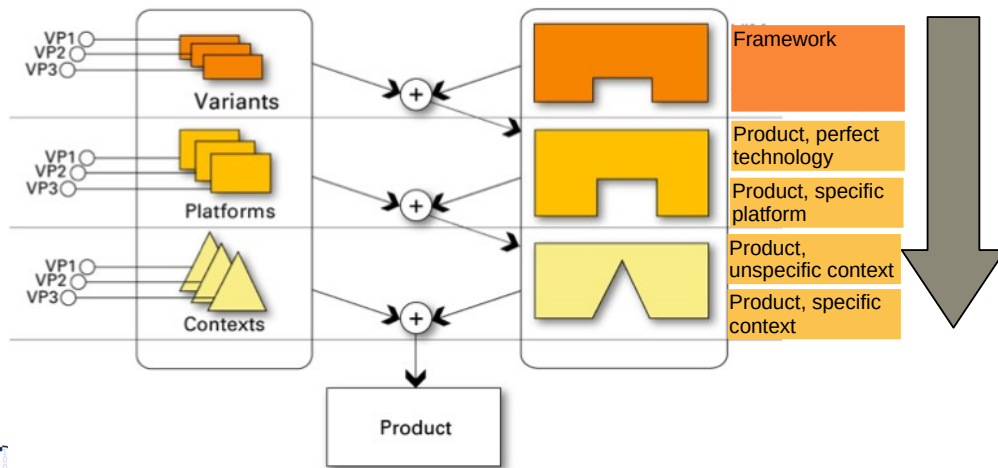 VP1
VP2
VP3
Variants
+
Framework
VP1
VP2
VP3
Platforms
+
Product, perfect
technology
Product, specific
platform
VP1
VP2
VP3
Contexts
+
Product,
unspecific context
Product, specific
context
Product